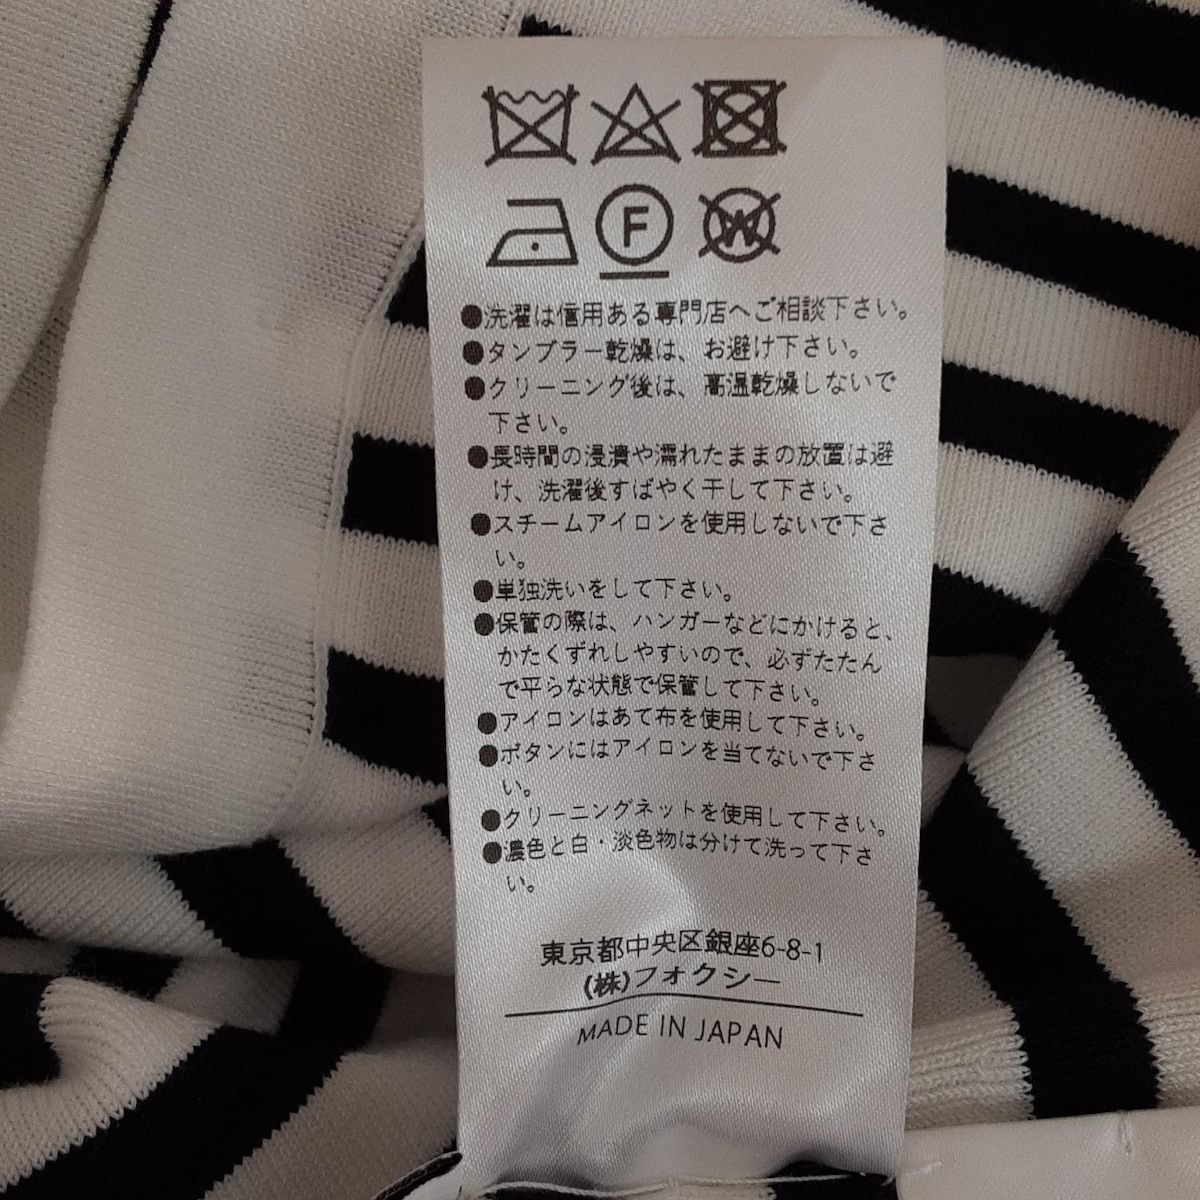 F W
●洗濯は信用ある専門店へご相談下さい。
●タンブラー乾燥は、お避け下さい。
●クリーニング後は、高温乾燥しないで
下さい。
●長時間の浸漬や濡れたままの放置は避
け、洗濯後すばやく干して下さい。
●スチームアイロンを使用しないで下さ
い。
●単独洗いをして下さい。
●保管の際は、ハンガーなどにかけると、
かたくずれしやすいので、必ずたたん
で平らな状態で保管して下さい。
●アイロンはあて布を使用して下さい。
●ボタンにはアイロンを当てないで下さ
い。
●クリーニングネットを使用して下さい。
●濃色と白・淡色物は分けて洗って下さ
い。
東京都中央区銀座6-8-1
(株)フォクシー
MADE IN JAPAN